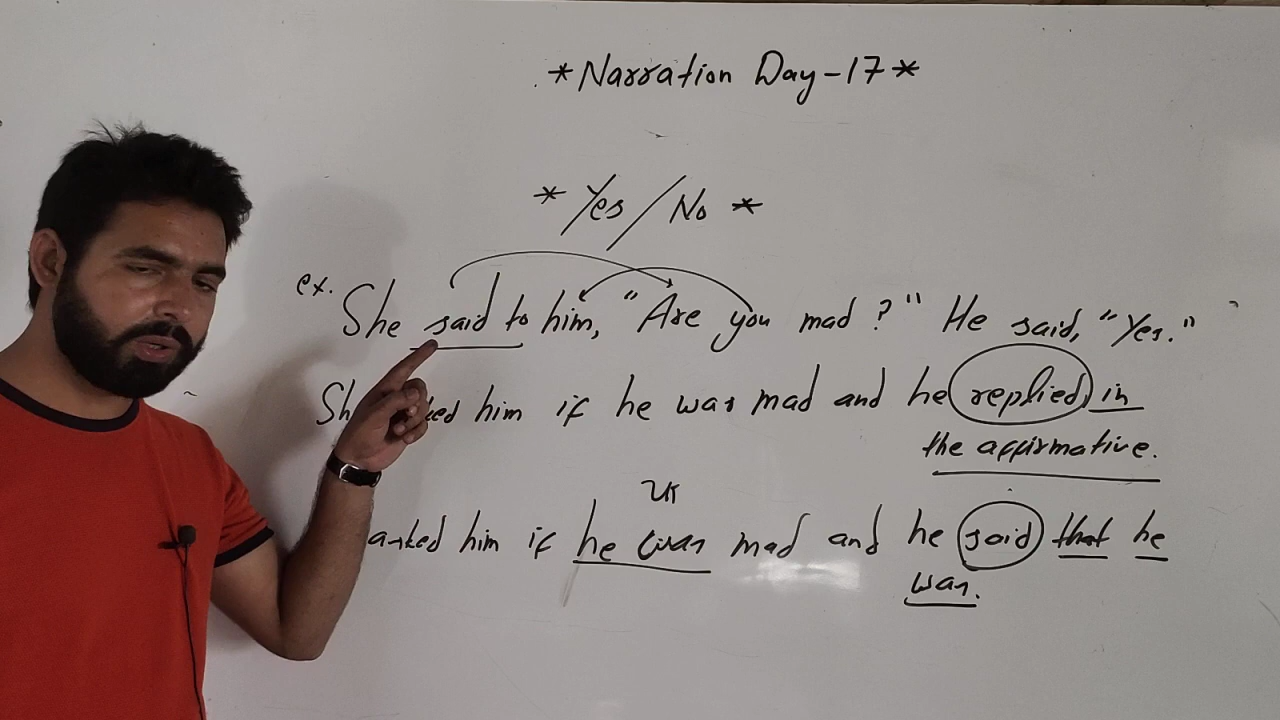 *Narration Day-17*
*Yes/No*
ex. She said to him, "Are you mad?" He said, "Yes."
him if he was mad and he replied in
the affirmative.
asked him if he was mad and he said that he
was.